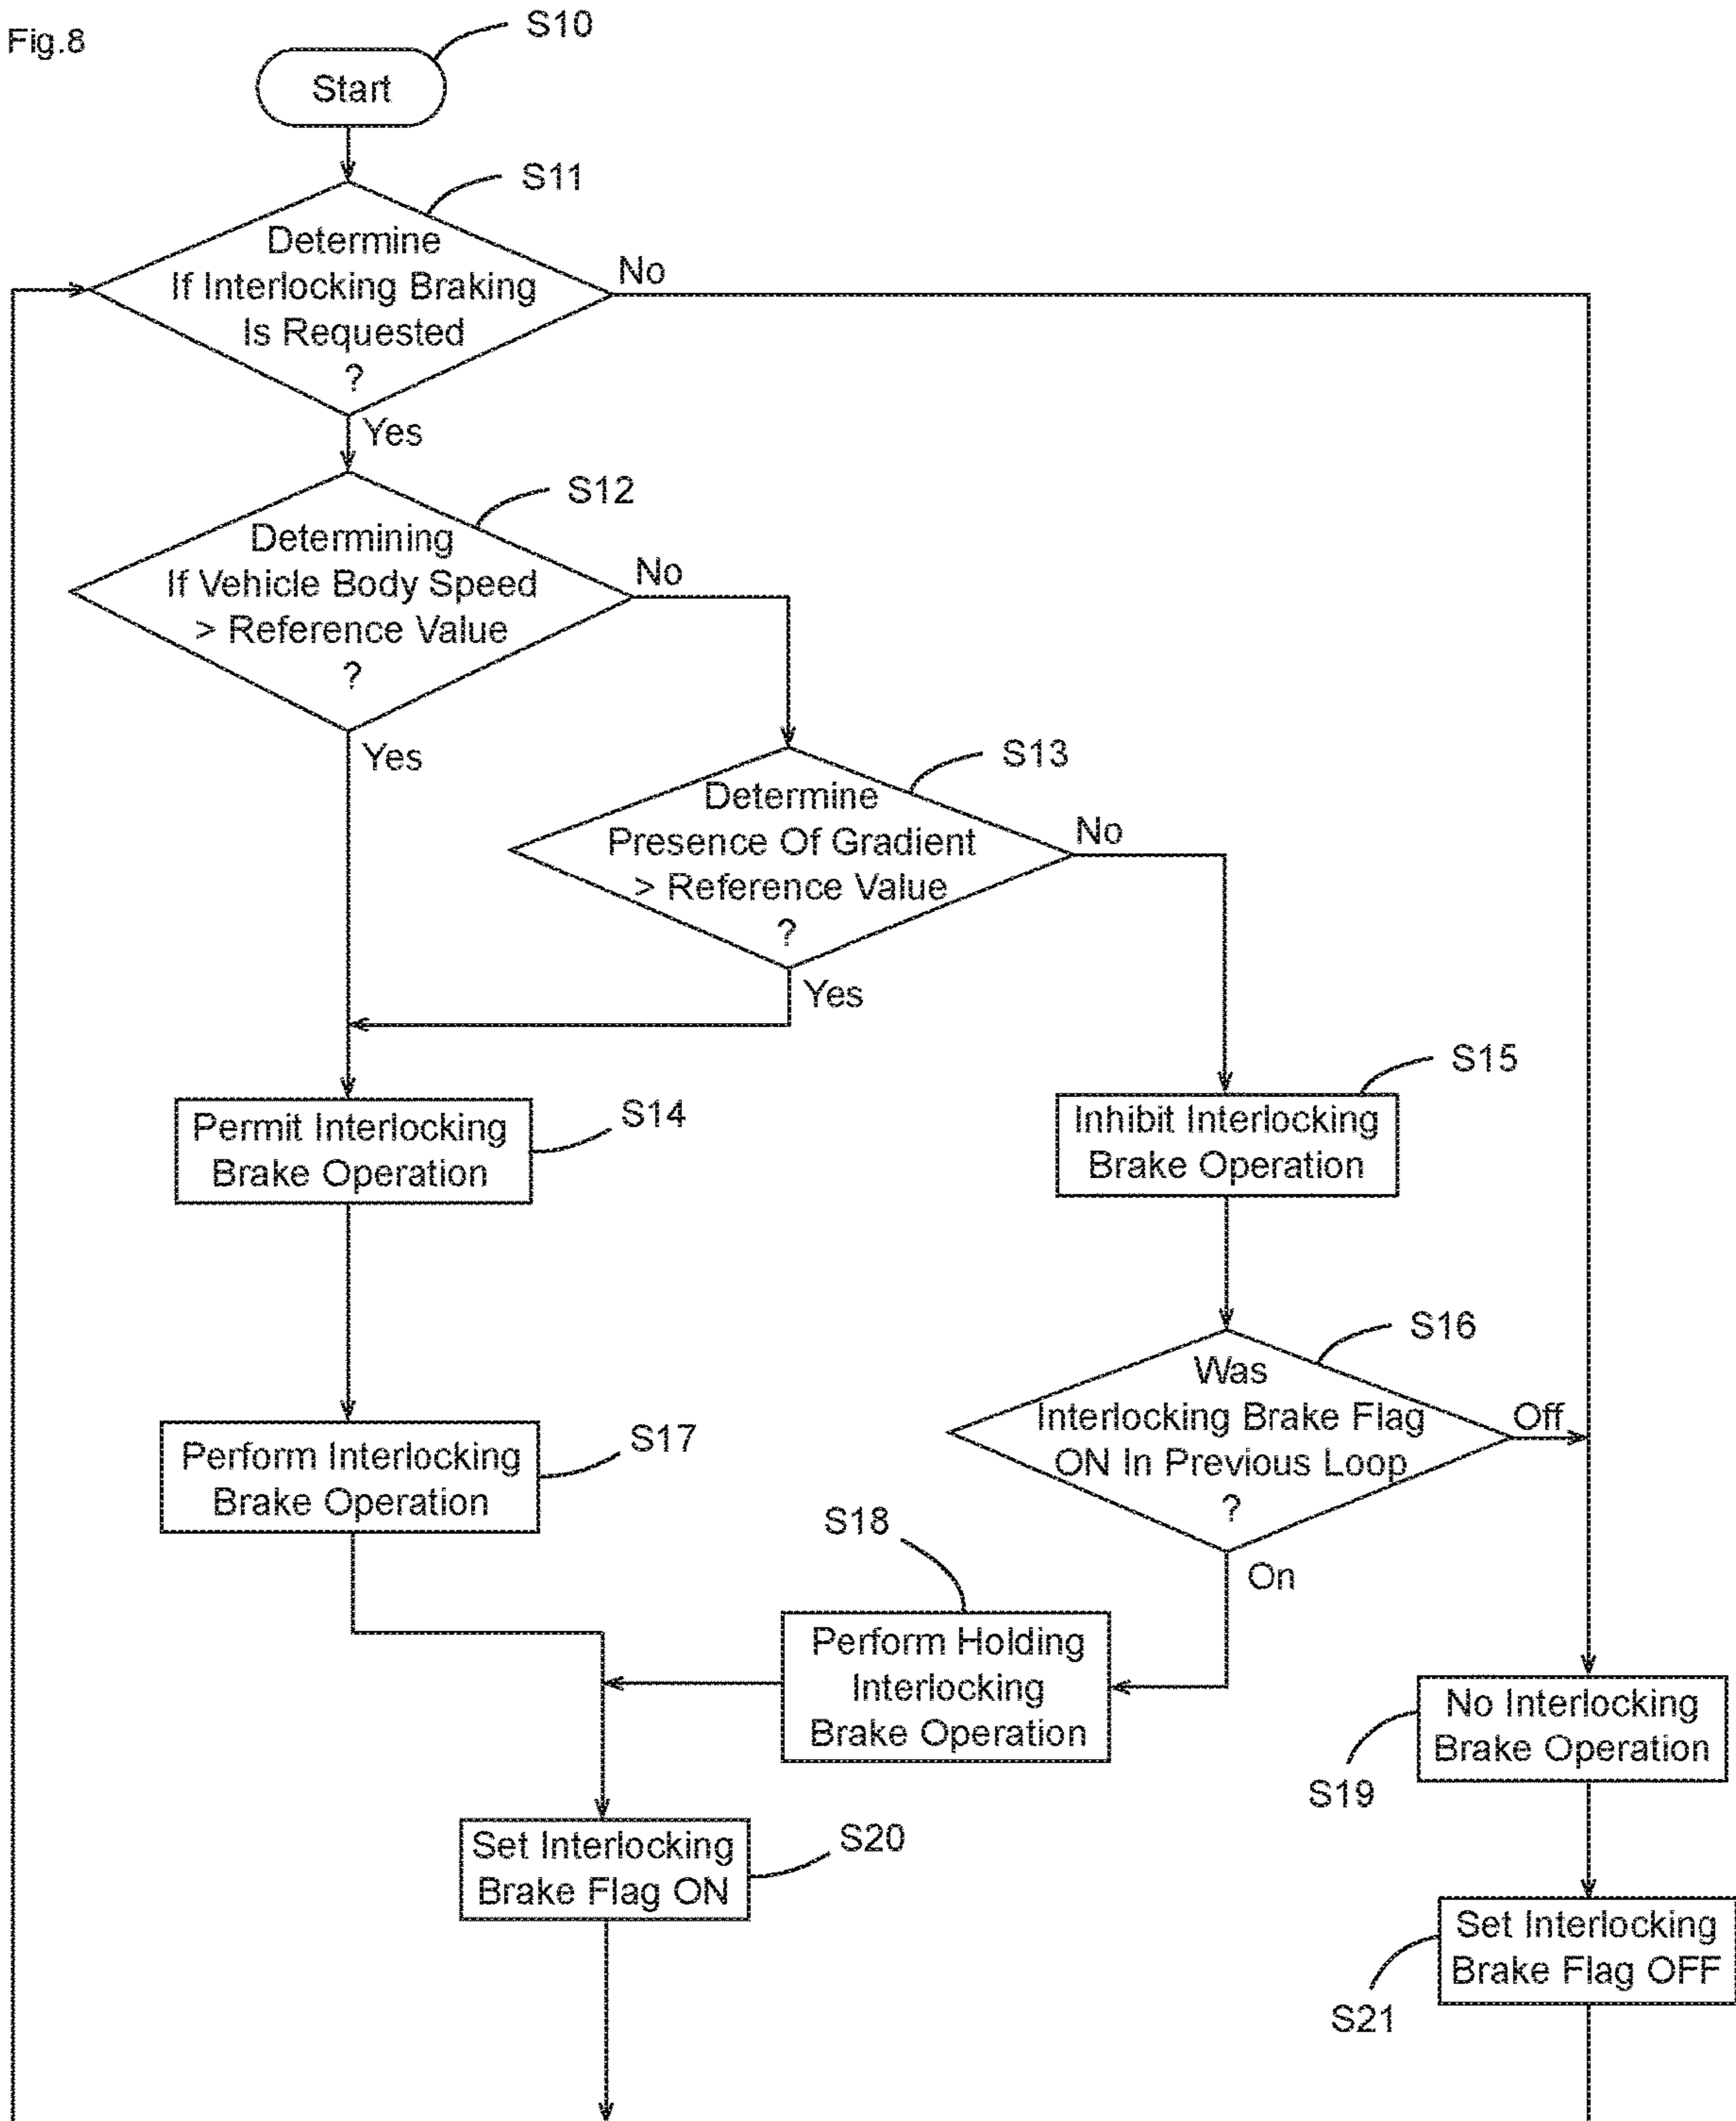 Fig.8
S10
Start
S11
Determine
If Interlocking Braking
Is Requested
?
No
Yes
S12
Determining
If Vehicle Body Speed
> Reference Value
?
No
Yes
S13
Determine
Presence Of Gradient
> Reference Value
?
No
Yes
S14
Permit Interlocking
Brake Operation
S15
Inhibit Interlocking
Brake Operation
S16
Was
Interlocking Brake Flag
ON In Previous Loop
?
Off
On
S17
Perform Interlocking
Brake Operation
S18
Perform Holding
Interlocking
Brake Operation
No Interlocking
Brake Operation
S19
Set Interlocking
Brake Flag ON
S20
Set Interlocking
Brake Flag OFF
S21